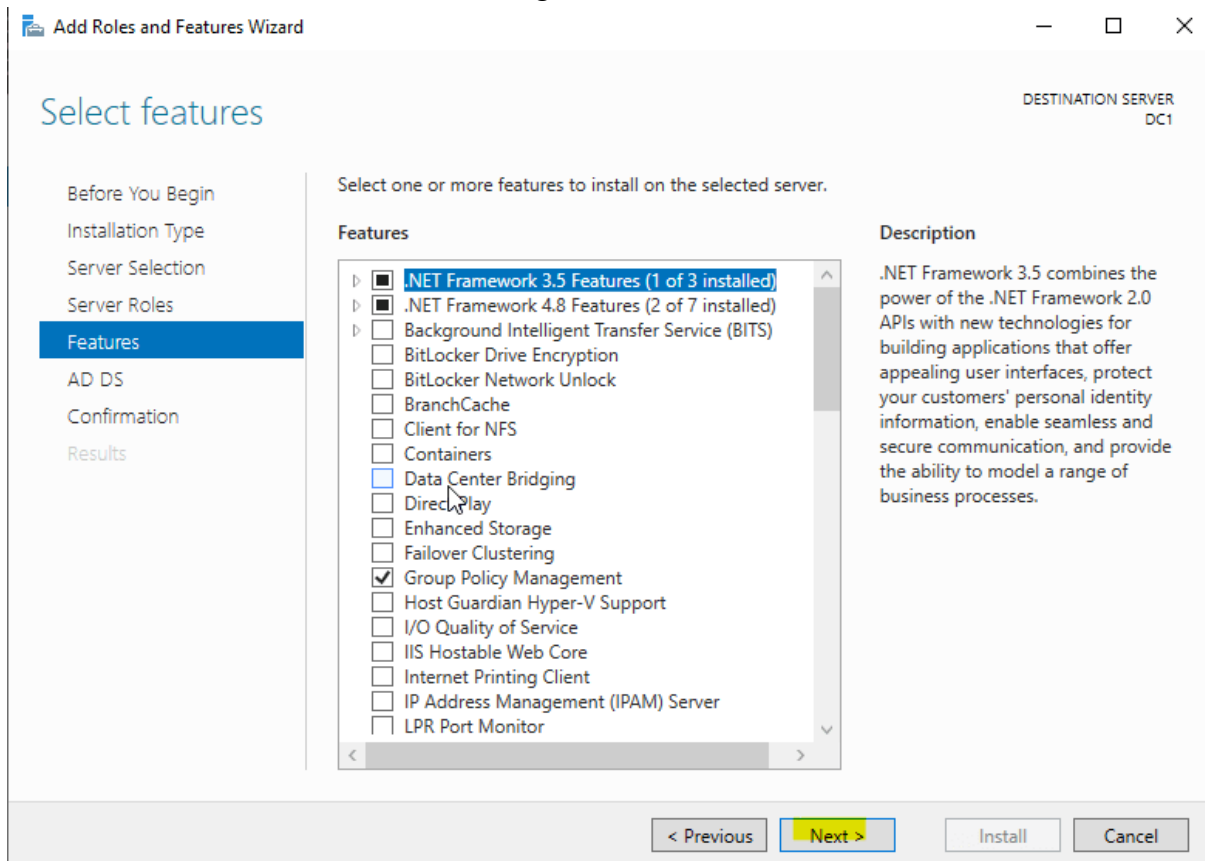 Add Roles and Features Wizard
Select features
DESTINATION SERVER
DC1
Before You Begin
Installation Type
Server Selection
Server Roles
Features
AD DS
Confirmation
Results
Select one or more features to install on the selected server.
Features
.NET Framework 3.5 Features (1 of 3 installed)
.NET Framework 4.8 Features (2 of 7 installed)
Background Intelligent Transfer Service (BITS)
BitLocker Drive Encryption
BitLocker Network Unlock
BranchCache
Client for NFS
Containers
Data Center Bridging
Direct Play
Enhanced Storage
Failover Clustering
Group Policy Management
Host Guardian Hyper-V Support
I/O Quality of Service
IIS Hostable Web Core
Internet Printing Client
IP Address Management (IPAM) Server
LPR Port Monitor
Description
.NET Framework 3.5 combines the
power of the .NET Framework 2.0
APIs with new technologies for
building applications that offer
appealing user interfaces, protect
your customers' personal identity
information, enable seamless and
secure communication, and provide
the ability to model a range of
business processes.
< Previous
Next >
Install
Cancel